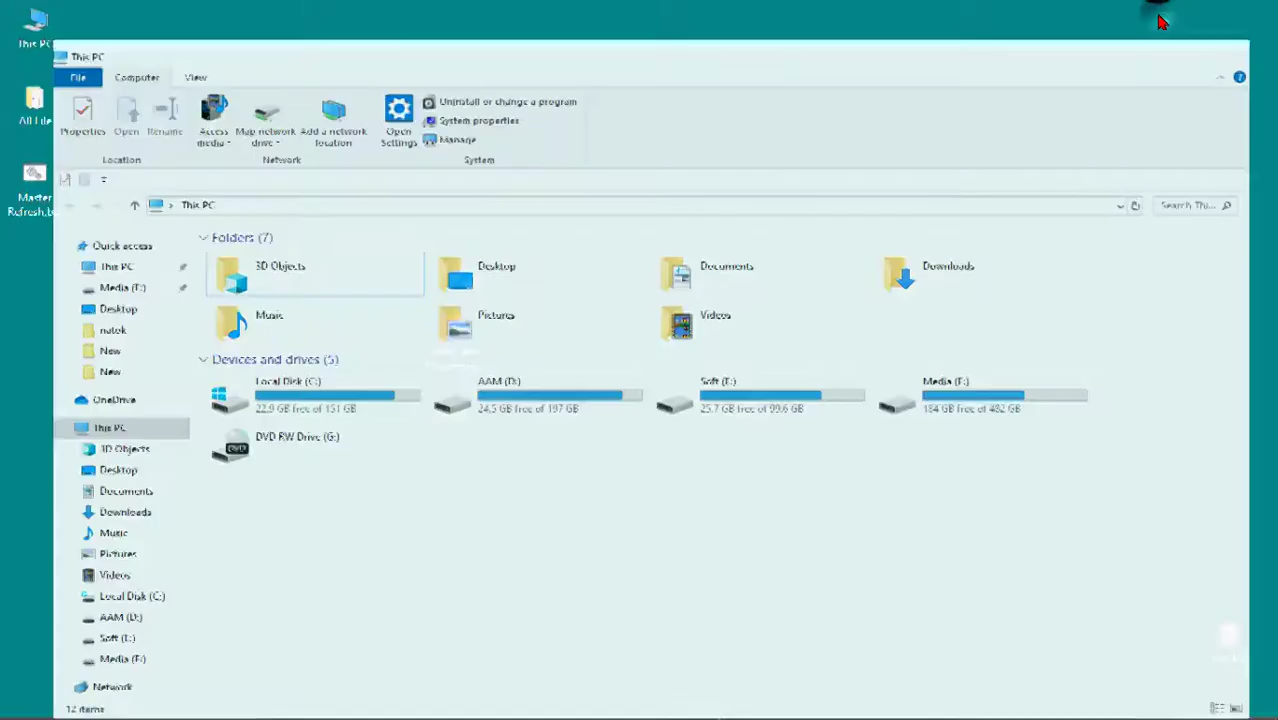 This PC
This PC
File Computer View
Properties Open Rename Access media Map network drive Add a network location Open Settings Uninstall or change a program
System properties
Manage
Location Network System
This PC
Search Thi...
All File
Master
Refresh.b
Quick access
This PC
Media (F:)
Desktop
natok
New
New
OneDrive
This PC
3D Objects
Desktop
Documents
Downloads
Music
Pictures
Videos
Local Disk (C:)
AAM (D:)
Soft (E:)
Media (F:)
Network
Folders (7)
3D Objects Desktop Documents Downloads
Music Pictures Videos
Devices and drives (5)
Local Disk (C:) AAM (D:) Soft (E:) Media (F:)
22.9 GB free of 151 GB 24.5 GB free of 197 GB 25.7 GB free of 99.6 GB 184 GB free of 482 GB
DVD RW Drive (G:)
12 items